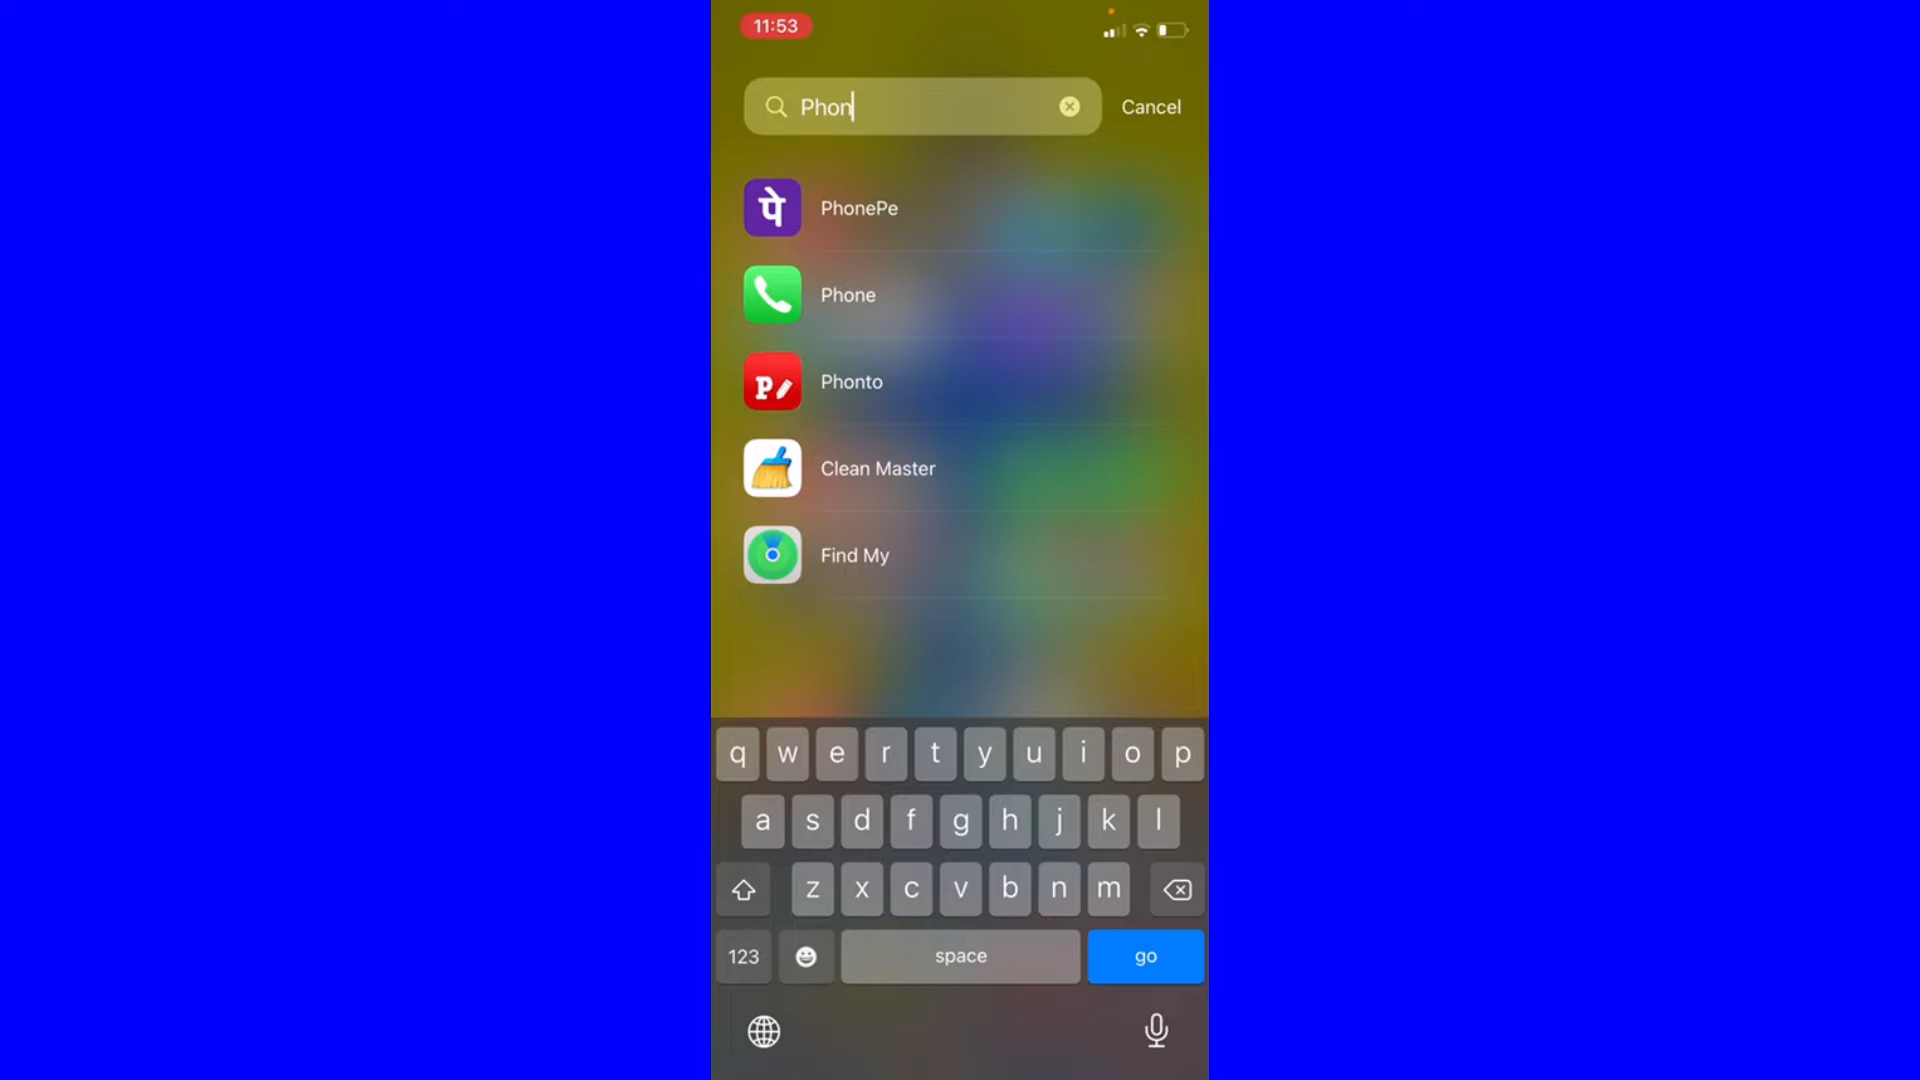 11:53
Phon
Cancel
पे
PhonePe
Phone
P
Phonto
Clean Master
Find My
q w e r t y u i o p
a s d f g h j k l
z x c v b n m
123 space go